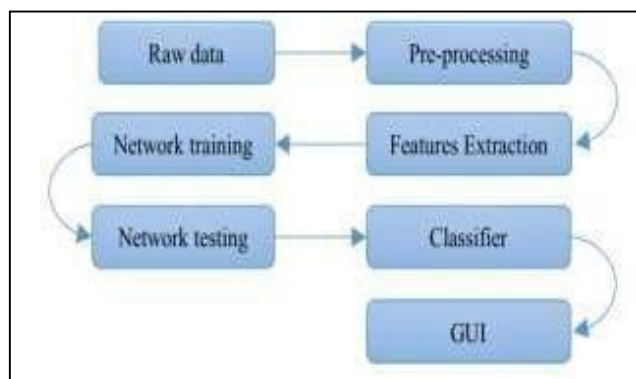 Raw data
Pre-processing
Features Extraction
Network training
Network testing
Classifier
GUI